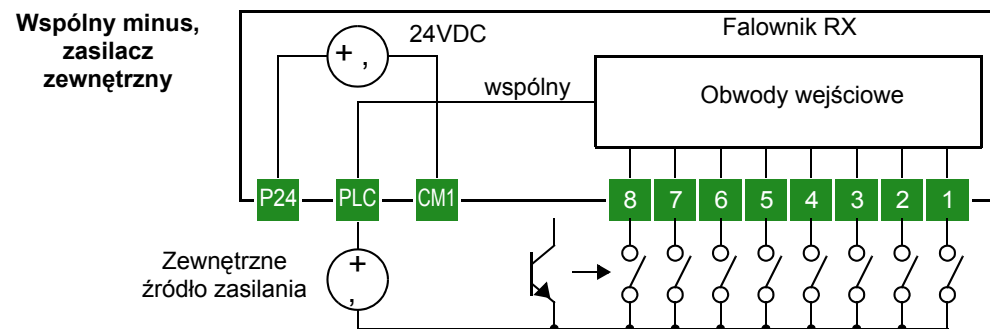 Wspólny minus,
zasilacz
zewnętrzny
+ ,
24VDC
Falownik RX
wspólny
Obwody wejściowe
P24 PLC CM1 8 7 6 5 4 3 2 1
Zewnętrzne
źródło zasilania
+
,